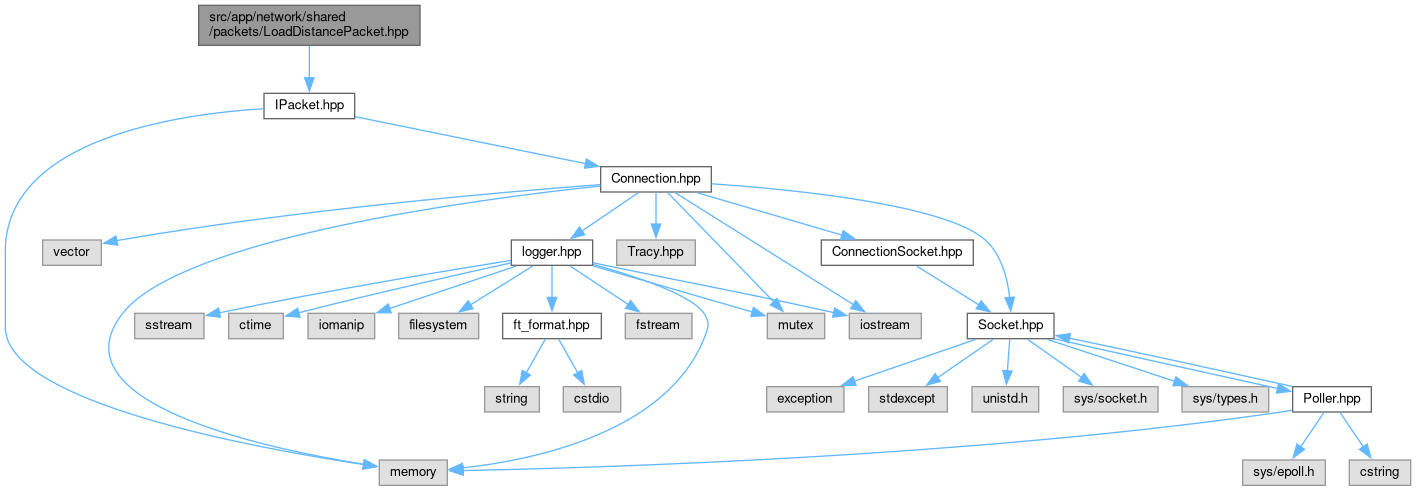 src/app/network/shared
/packets/LoadDistancePacket.hpp
IPacket.hpp
Connection.hpp
vector
logger.hpp
Tracy.hpp
ConnectionSocket.hpp
sstream
ctime
iomanip
filesystem
ft_format.hpp
fstream
mutex
iostream
Socket.hpp
string
cstdio
exception
stdexcept
unistd.h
sys/socket.h
sys/types.h
Poller.hpp
memory
sys/epoll.h
cstring